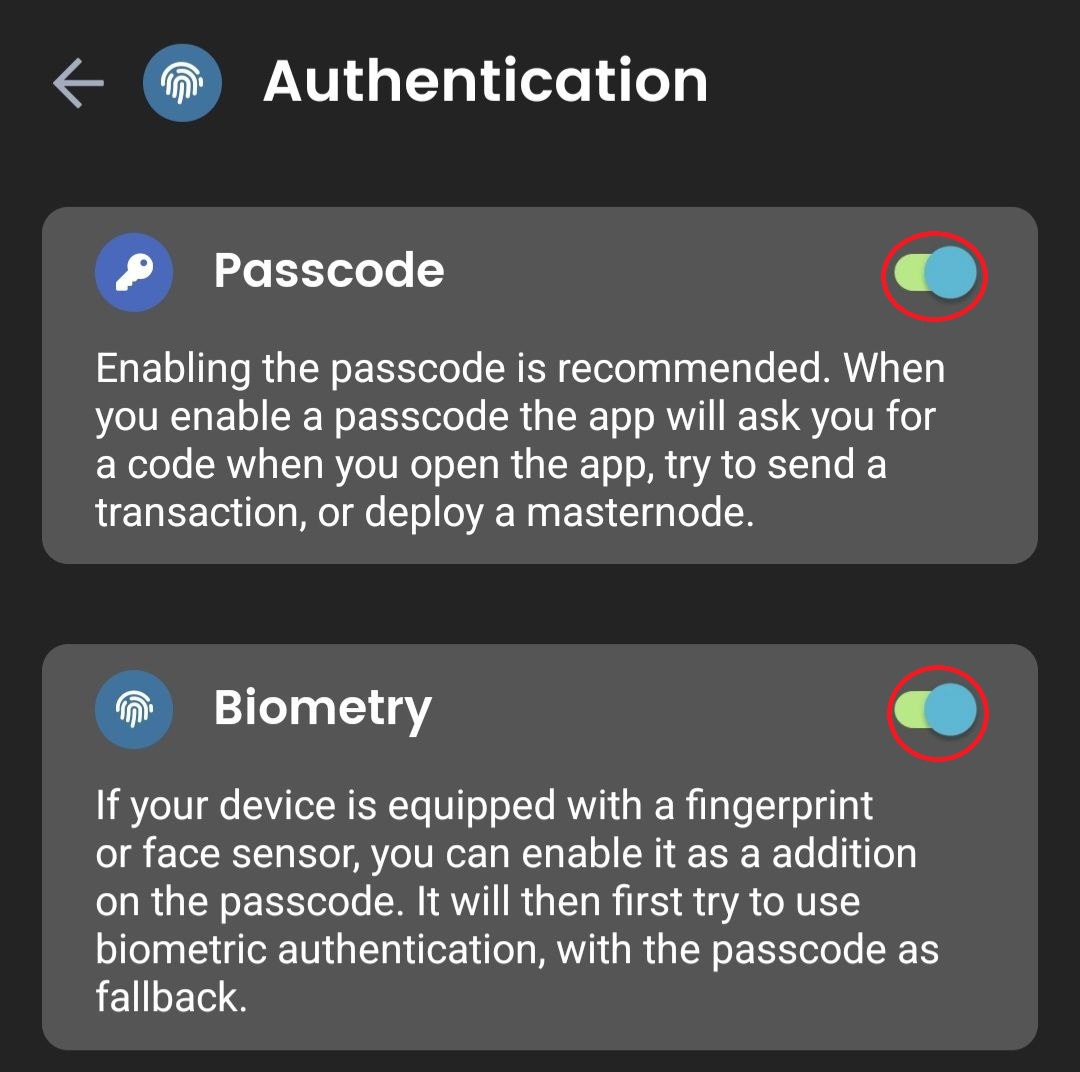 Authentication
Passcode
Enabling the passcode is recommended. When
you enable a passcode the app will ask you for
a code when you open the app, try to send a
transaction, or deploy a masternode.
Biometry
If your device is equipped with a fingerprint
or face sensor, you can enable it as a addition
on the passcode. It will then first try to use
biometric authentication, with the passcode as
fallback.